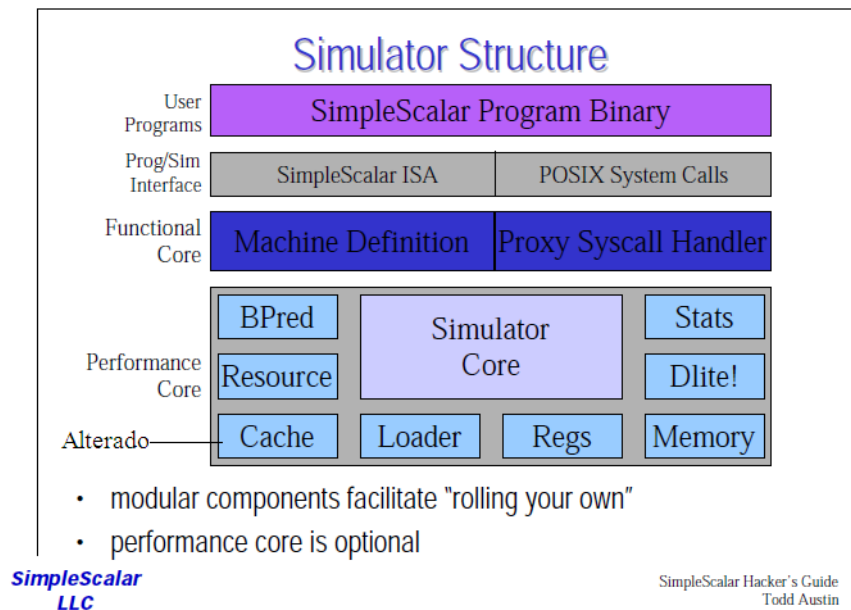 Simulator Structure
User
Programs
SimpleScalar Program Binary
Prog/Sim
Interface
SimpleScalar ISA
POSIX System Calls
Functional
Core
Machine Definition
Proxy Syscall Handler
Performance
Core
BPred
Simulator
Core
Stats
Resource
Dlite!
Alterado
Cache
Loader
Regs
Memory
• modular components facilitate "rolling your own"
• performance core is optional
SimpleScalar
LLC
SimpleScalar Hacker's Guide
Todd Austin